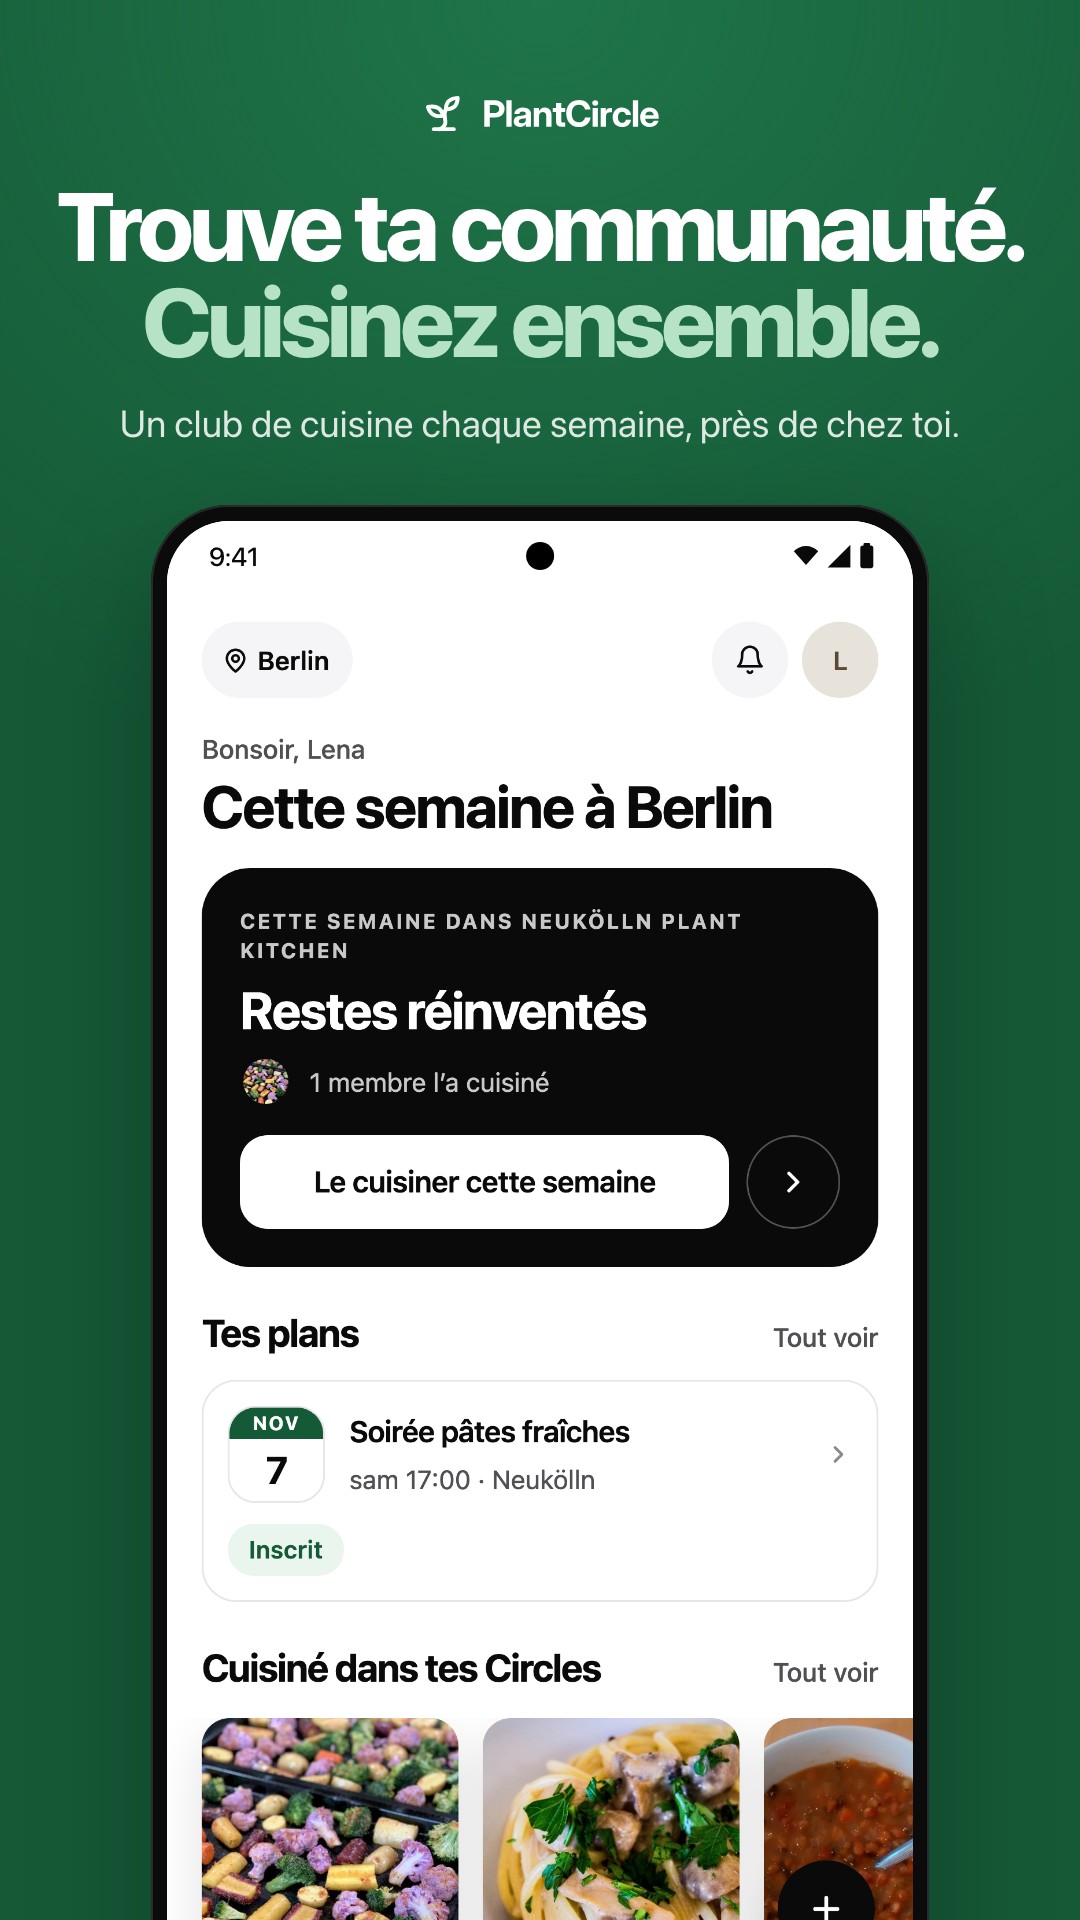 PlantCircle
Trouve ta communauté.
Cuisinez ensemble.
Un club de cuisine chaque semaine, près de chez toi.
9:41
Berlin
L
Bonsoir, Lena
Cette semaine à Berlin
CETTE SEMAINE DANS NEUKÖLLN PLANT
KITCHEN
Restes réinventés
1 membre l’a cuisiné
Le cuisiner cette semaine
Tes plans
Tout voir
NOV
7
Soirée pâtes fraîches
sam 17:00 · Neukölln
Inscrit
Cuisiné dans tes Circles
Tout voir